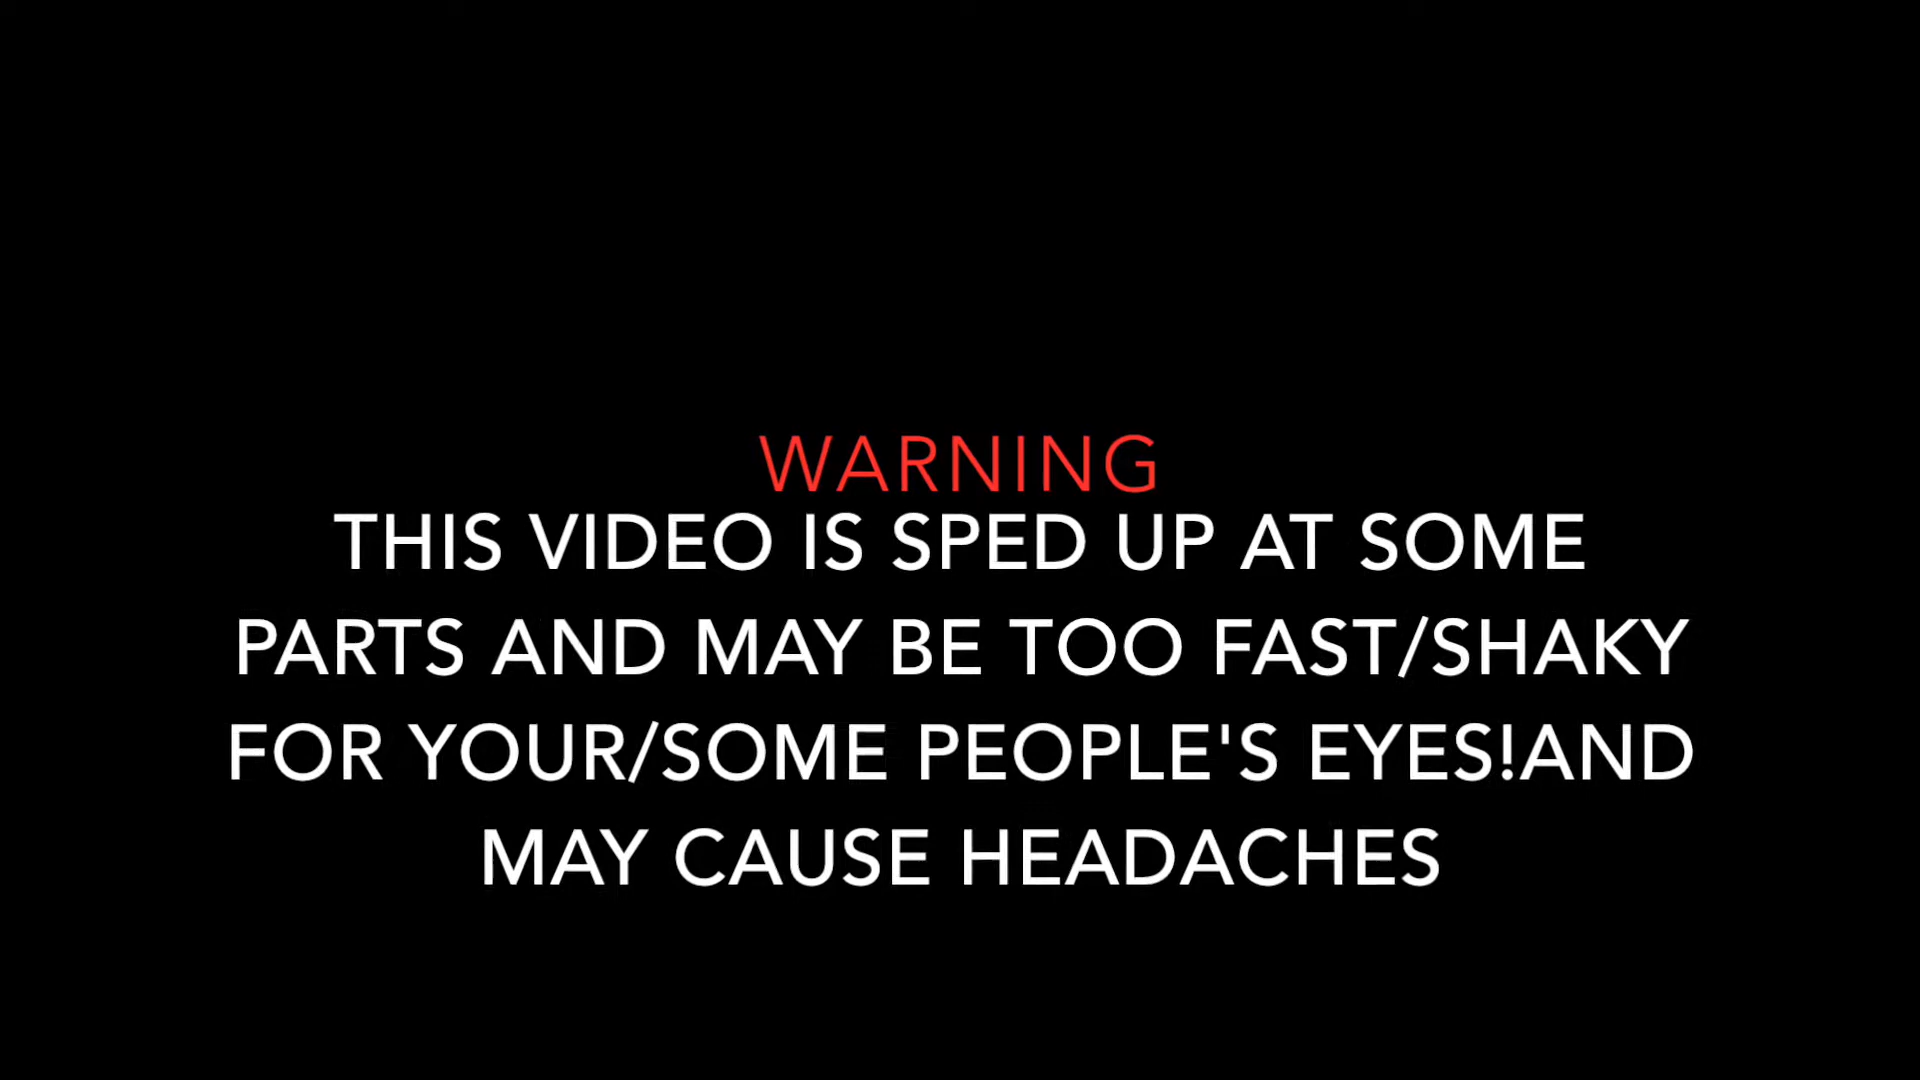 WARNING
THIS VIDEO IS SPED UP AT SOME
PARTS AND MAY BE TOO FAST/SHAKY
FOR YOUR/SOME PEOPLE'S EYES!AND
MAY CAUSE HEADACHES